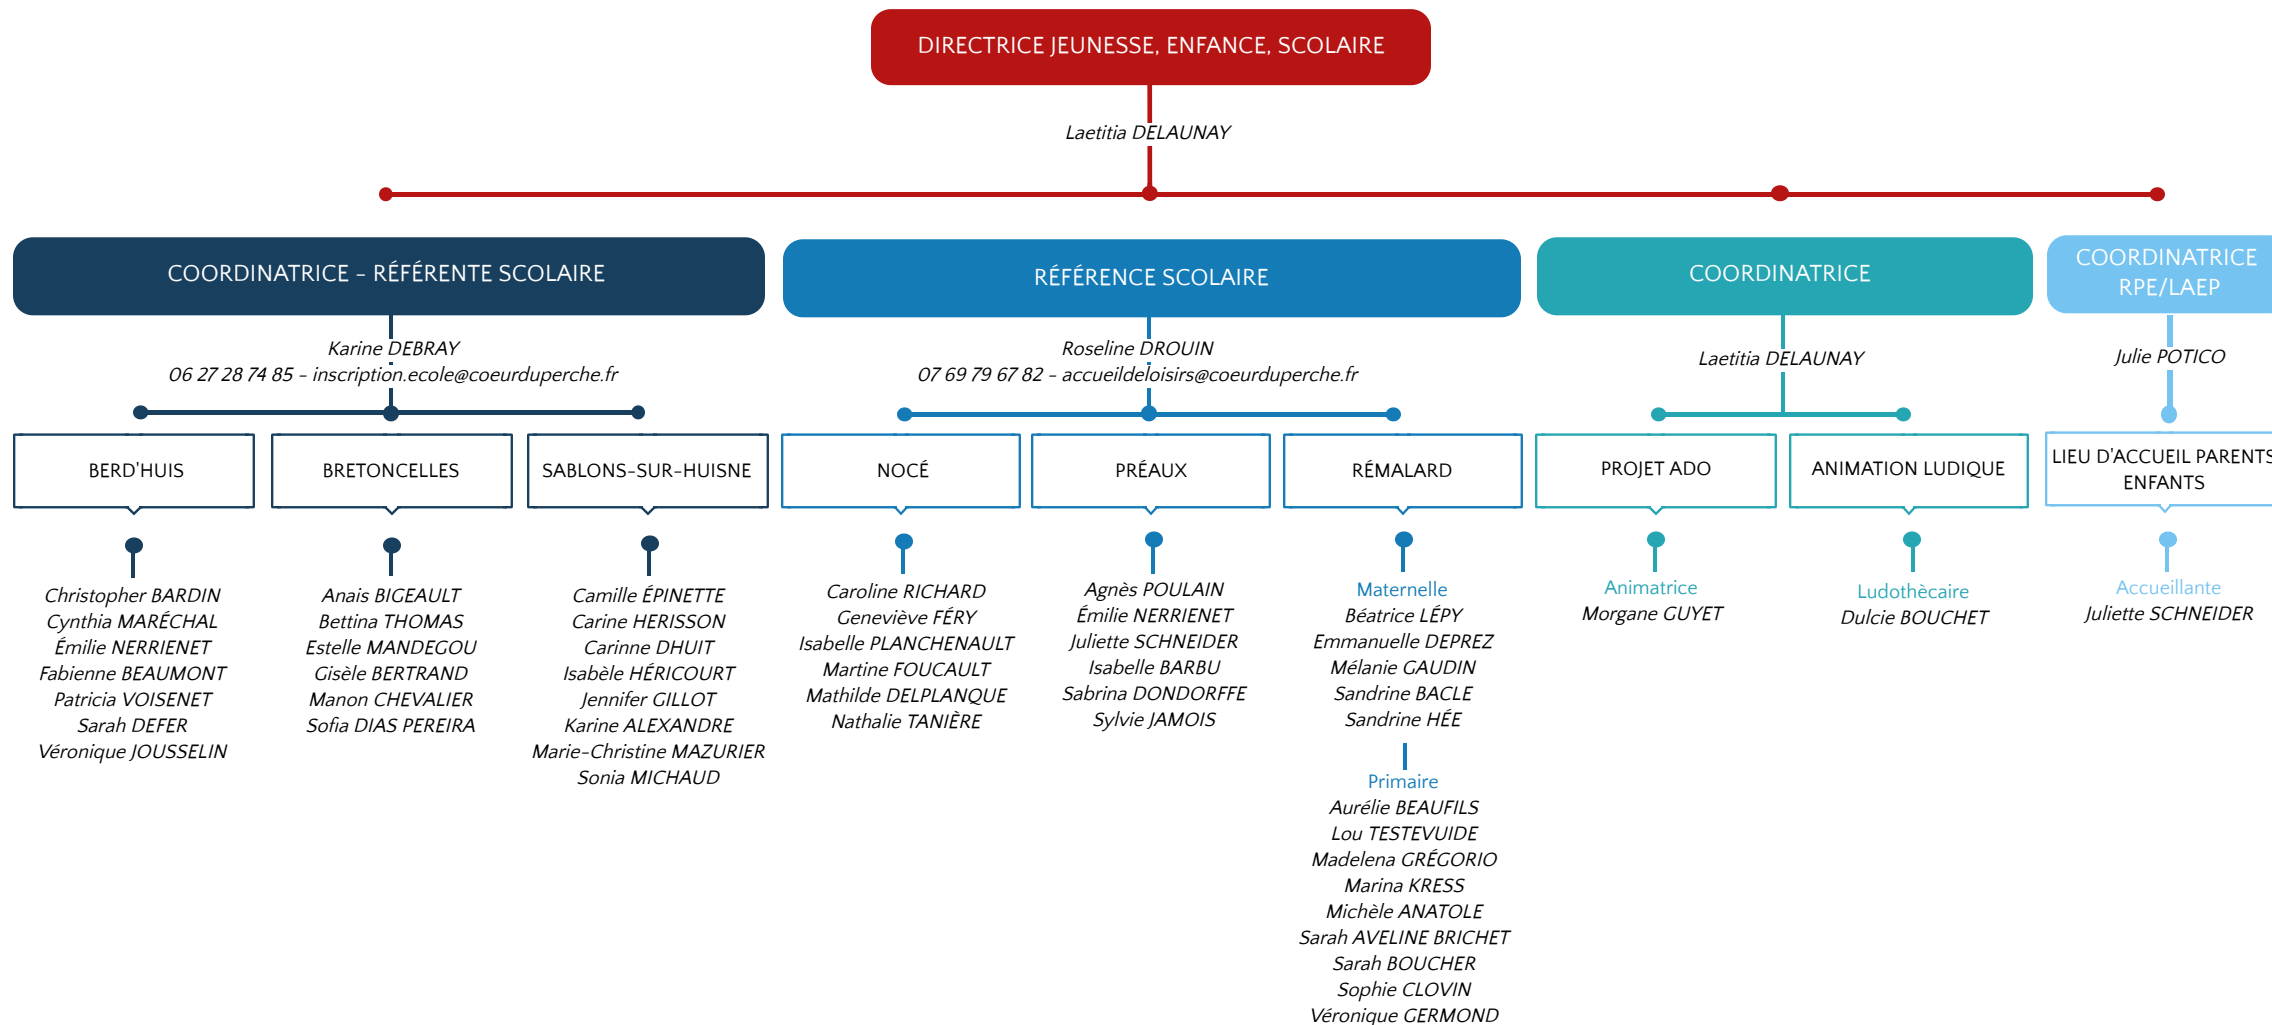 DIRECTRICE JEUNESSE, ENFANCE, SCOLAIRE
Laetitia DELAUNAY
COORDINATRICE - RÉFÉRENTE SCOLAIRE
Karine DEBRAY
06 27 28 74 85 - inscription.ecole@coeurduperche.fr
BERD'HUIS
Christopher BARDIN
Cynthia MARÉCHAL
Émilie NERRIENET
Fabienne BEAUMONT
Patricia VOISENET
Sarah DEFER
Véronique JOUSSELIN
BRETONCELLES
Anais BIGEAULT
Bettina THOMAS
Estelle MANDEGOU
Gisèle BERTRAND
Manon CHEVALIER
Sofia DIAS PEREIRA
SABLONS-SUR-HUISNE
Camille ÉPINETTE
Carine HERISSON
Carinne DHUIT
Isabèle HÉRICOURT
Jennifer GILLOT
Karine ALEXANDRE
Marie-Christine MAZURIER
Sonia MICHAUD
RÉFÉRENCE SCOLAIRE
Roseline DROUIN
07 69 79 67 82 - accueildeloisirs@coeurduperche.fr
NOCÉ
Caroline RICHARD
Geneviève FÉRY
Isabelle PLANCHENAULT
Martine FOUCAULT
Mathilde DELPLANQUE
Nathalie TANIÈRE
PRÉAUX
Agnès POULAIN
Émilie NERRIENET
Juliette SCHNEIDER
Isabelle BARBU
Sabrina DONDORFFE
Sylvie JAMOIS
RÉMALARD
Maternelle
Béatrice LÉPY
Emmanuelle DEPREZ
Mélanie GAUDIN
Sandrine BACLE
Sandrine HÉE
Primaire
Aurélie BEAUFILS
Lou TESTEVUIDE
Madelena GRÉGORIO
Marina KRESS
Michèle ANATOLE
Sarah AVELINE BRICHET
Sarah BOUCHER
Sophie CLOVIN
Véronique GERMOND
COORDINATRICE
Laetitia DELAUNAY
PROJET ADO
Animatrice
Morgane GUYET
ANIMATION LUDIQUE
Ludothècaire
Dulcie BOUCHET
COORDINATRICE
RPE/LAEP
Julie POTICO
LIEU D'ACCUEIL PARENTS
ENFANTS
Accueillante
Juliette SCHNEIDER